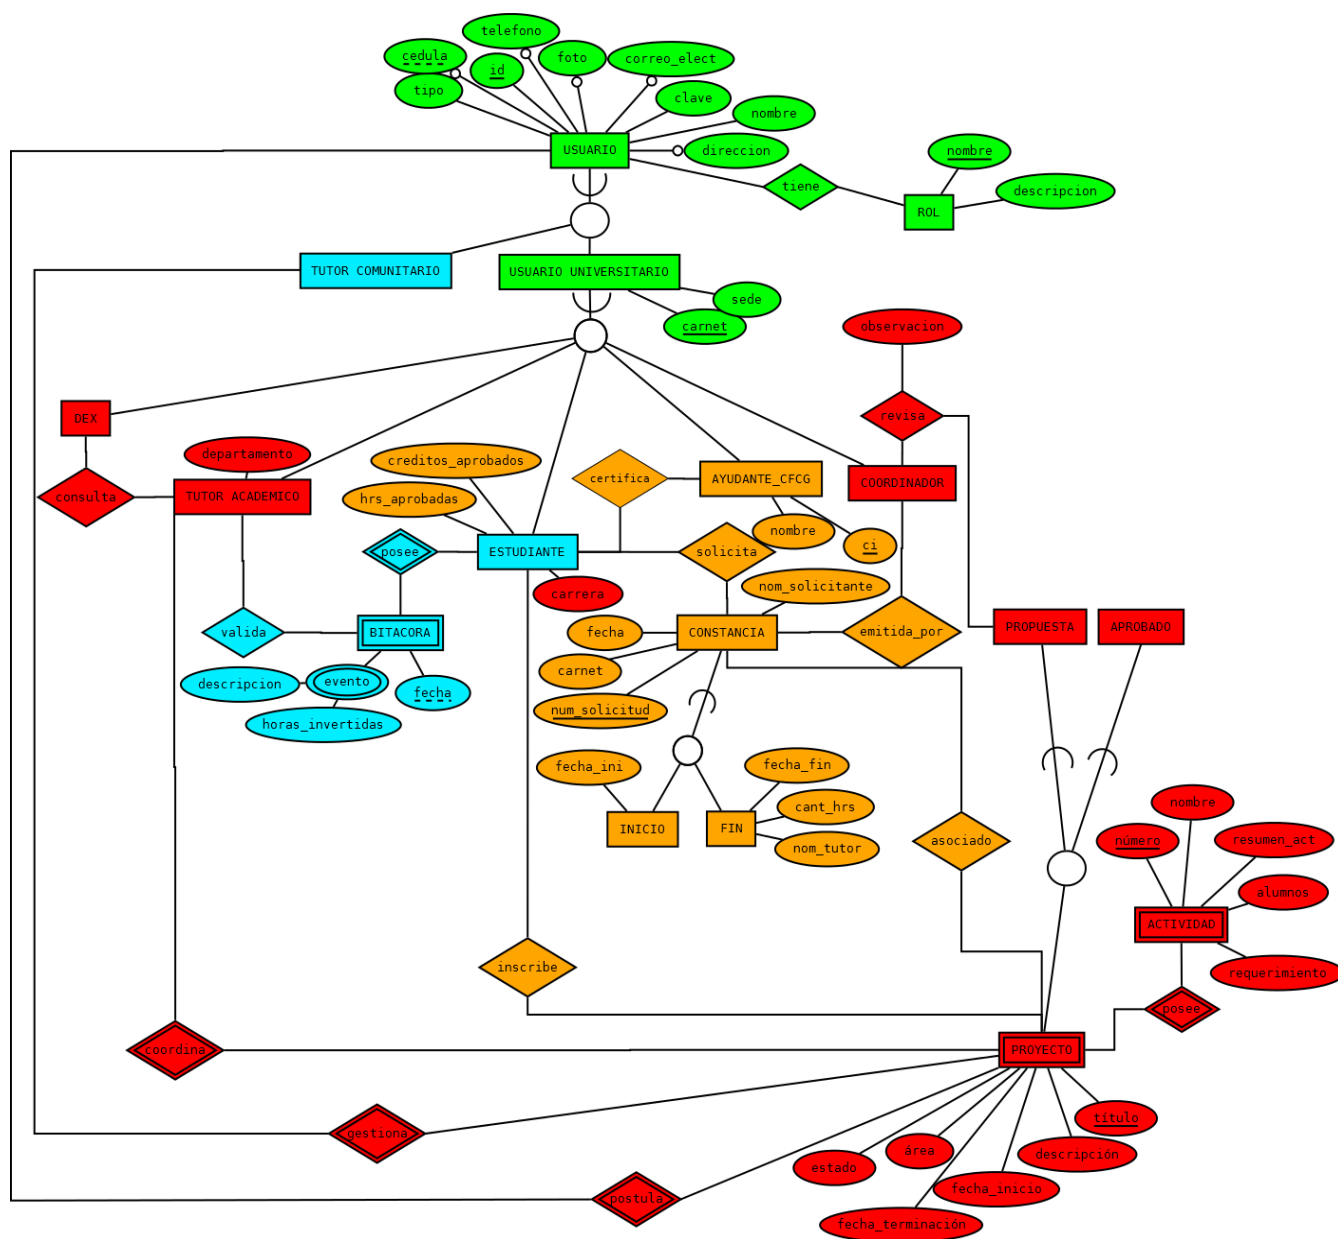 telefono
cedula
id
foto
correo_elect
tipo
clave
nombre
USUARIO
direccion
nombre
tiene
descripcion
ROL
TUTOR COMUNITARIO
USUARIO UNIVERSITARIO
sede
carnet
observacion
DEX
revisa
departamento
creditos_aprobados
certifica
AYUDANTE_CFCG
COORDINADOR
consulta
TUTOR ACADEMICO
hrs_aprobadas
nombre
ci
posee
ESTUDIANTE
solicita
carrera
nom_solicitante
valida
BITACORA
fecha
CONSTANCIA
emitida_por
PROPUESTA
APROBADO
descripcion
evento
fecha
carnet
horas_invertidas
num_solicitud
fecha_ini
fecha_fin
cant_hrs
nombre
INICIO
FIN
nom_tutor
asociado
número
resumen_act
alumnos
ACTIVIDAD
inscribe
requerimiento
posee
coordina
PROYECTO
gestiona
título
estado
área
descripción
postula
fecha_inicio
fecha_terminación